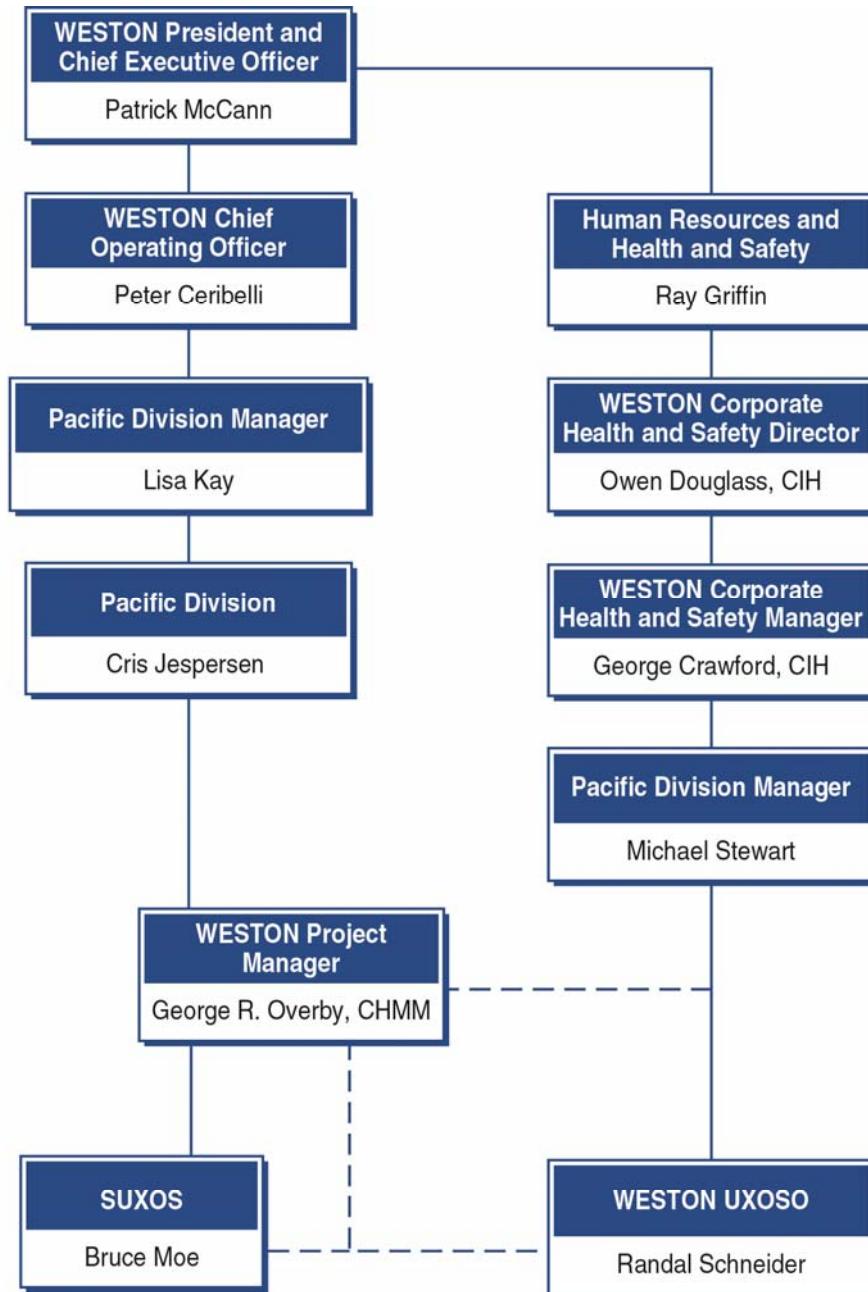 WESTON President and
Chief Executive Officer
Patrick McCann
WESTON Chief
Operating Officer
Peter Ceribelli
Human Resources and
Health and Safety
Ray Griffin
Pacific Division Manager
Lisa Kay
WESTON Corporate
Health and Safety Director
Owen Douglass, CIH
Pacific Division
Cris Jespersen
WESTON Corporate
Health and Safety Manager
George Crawford, CIH
Pacific Division Manager
Michael Stewart
WESTON Project
Manager
George R. Overby, CHMM
SUXOS
Bruce Moe
WESTON UXOSO
Randal Schneider